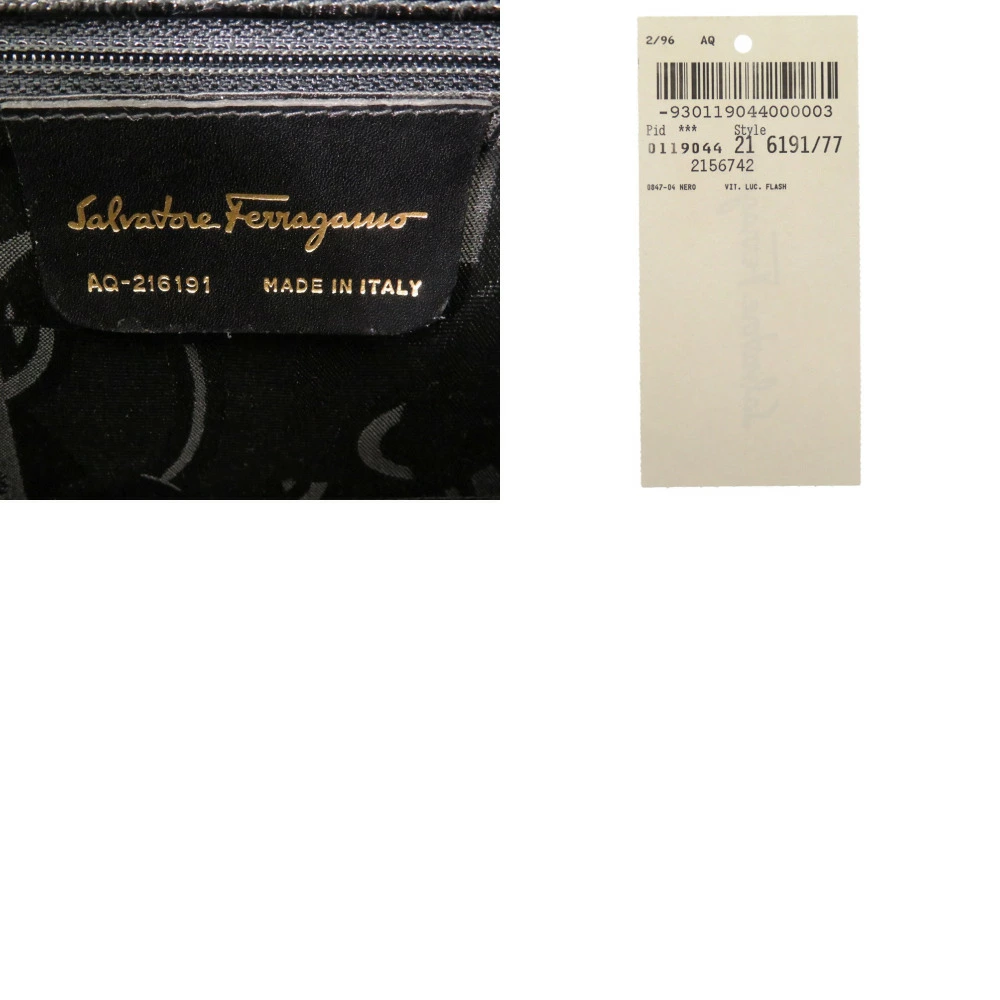 Salvatore Ferragamo
AQ-216191 MADE IN ITALY
2/96 AQ
-930119044000003
Pid *** Style
0119044 21 6191/77
2156742
0047-04 NERO VIT. LUC. FLASH